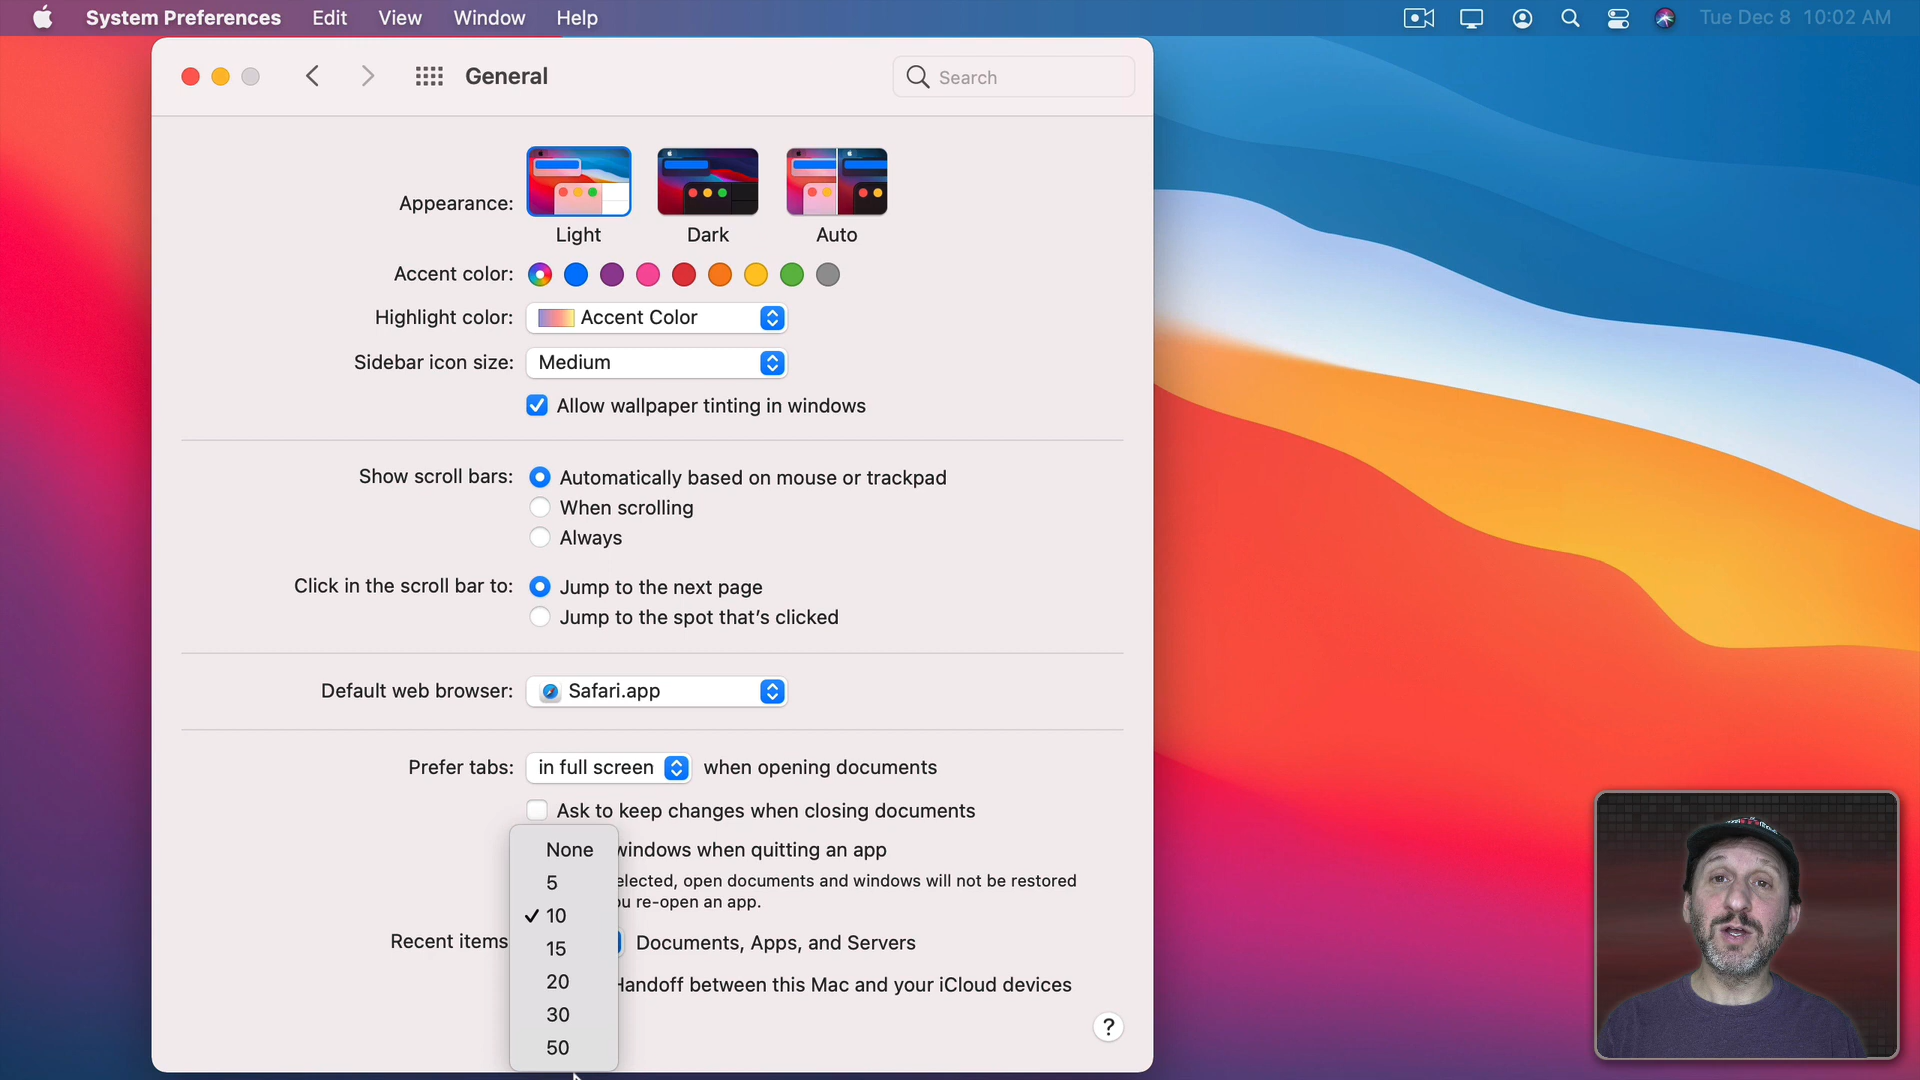 System Preferences Edit View Window Help Tue Dec 8 10:02 AM
General Search
Appearance:
Light Dark Auto
Accent color:
Highlight color: Accent Color
Sidebar icon size: Medium
Allow wallpaper tinting in windows
Show scroll bars: Automatically based on mouse or trackpad
When scrolling
Always
Click in the scroll bar to: Jump to the next page
Jump to the spot that’s clicked
Default web browser: Safari.app
Prefer tabs: in full screen when opening documents
Ask to keep changes when closing documents
None windows when quitting an app
5 elected, open documents and windows will not be restored
10 u re-open an app.
Recent items Documents, Apps, and Servers
15
20 Handoff between this Mac and your iCloud devices
30
50
?